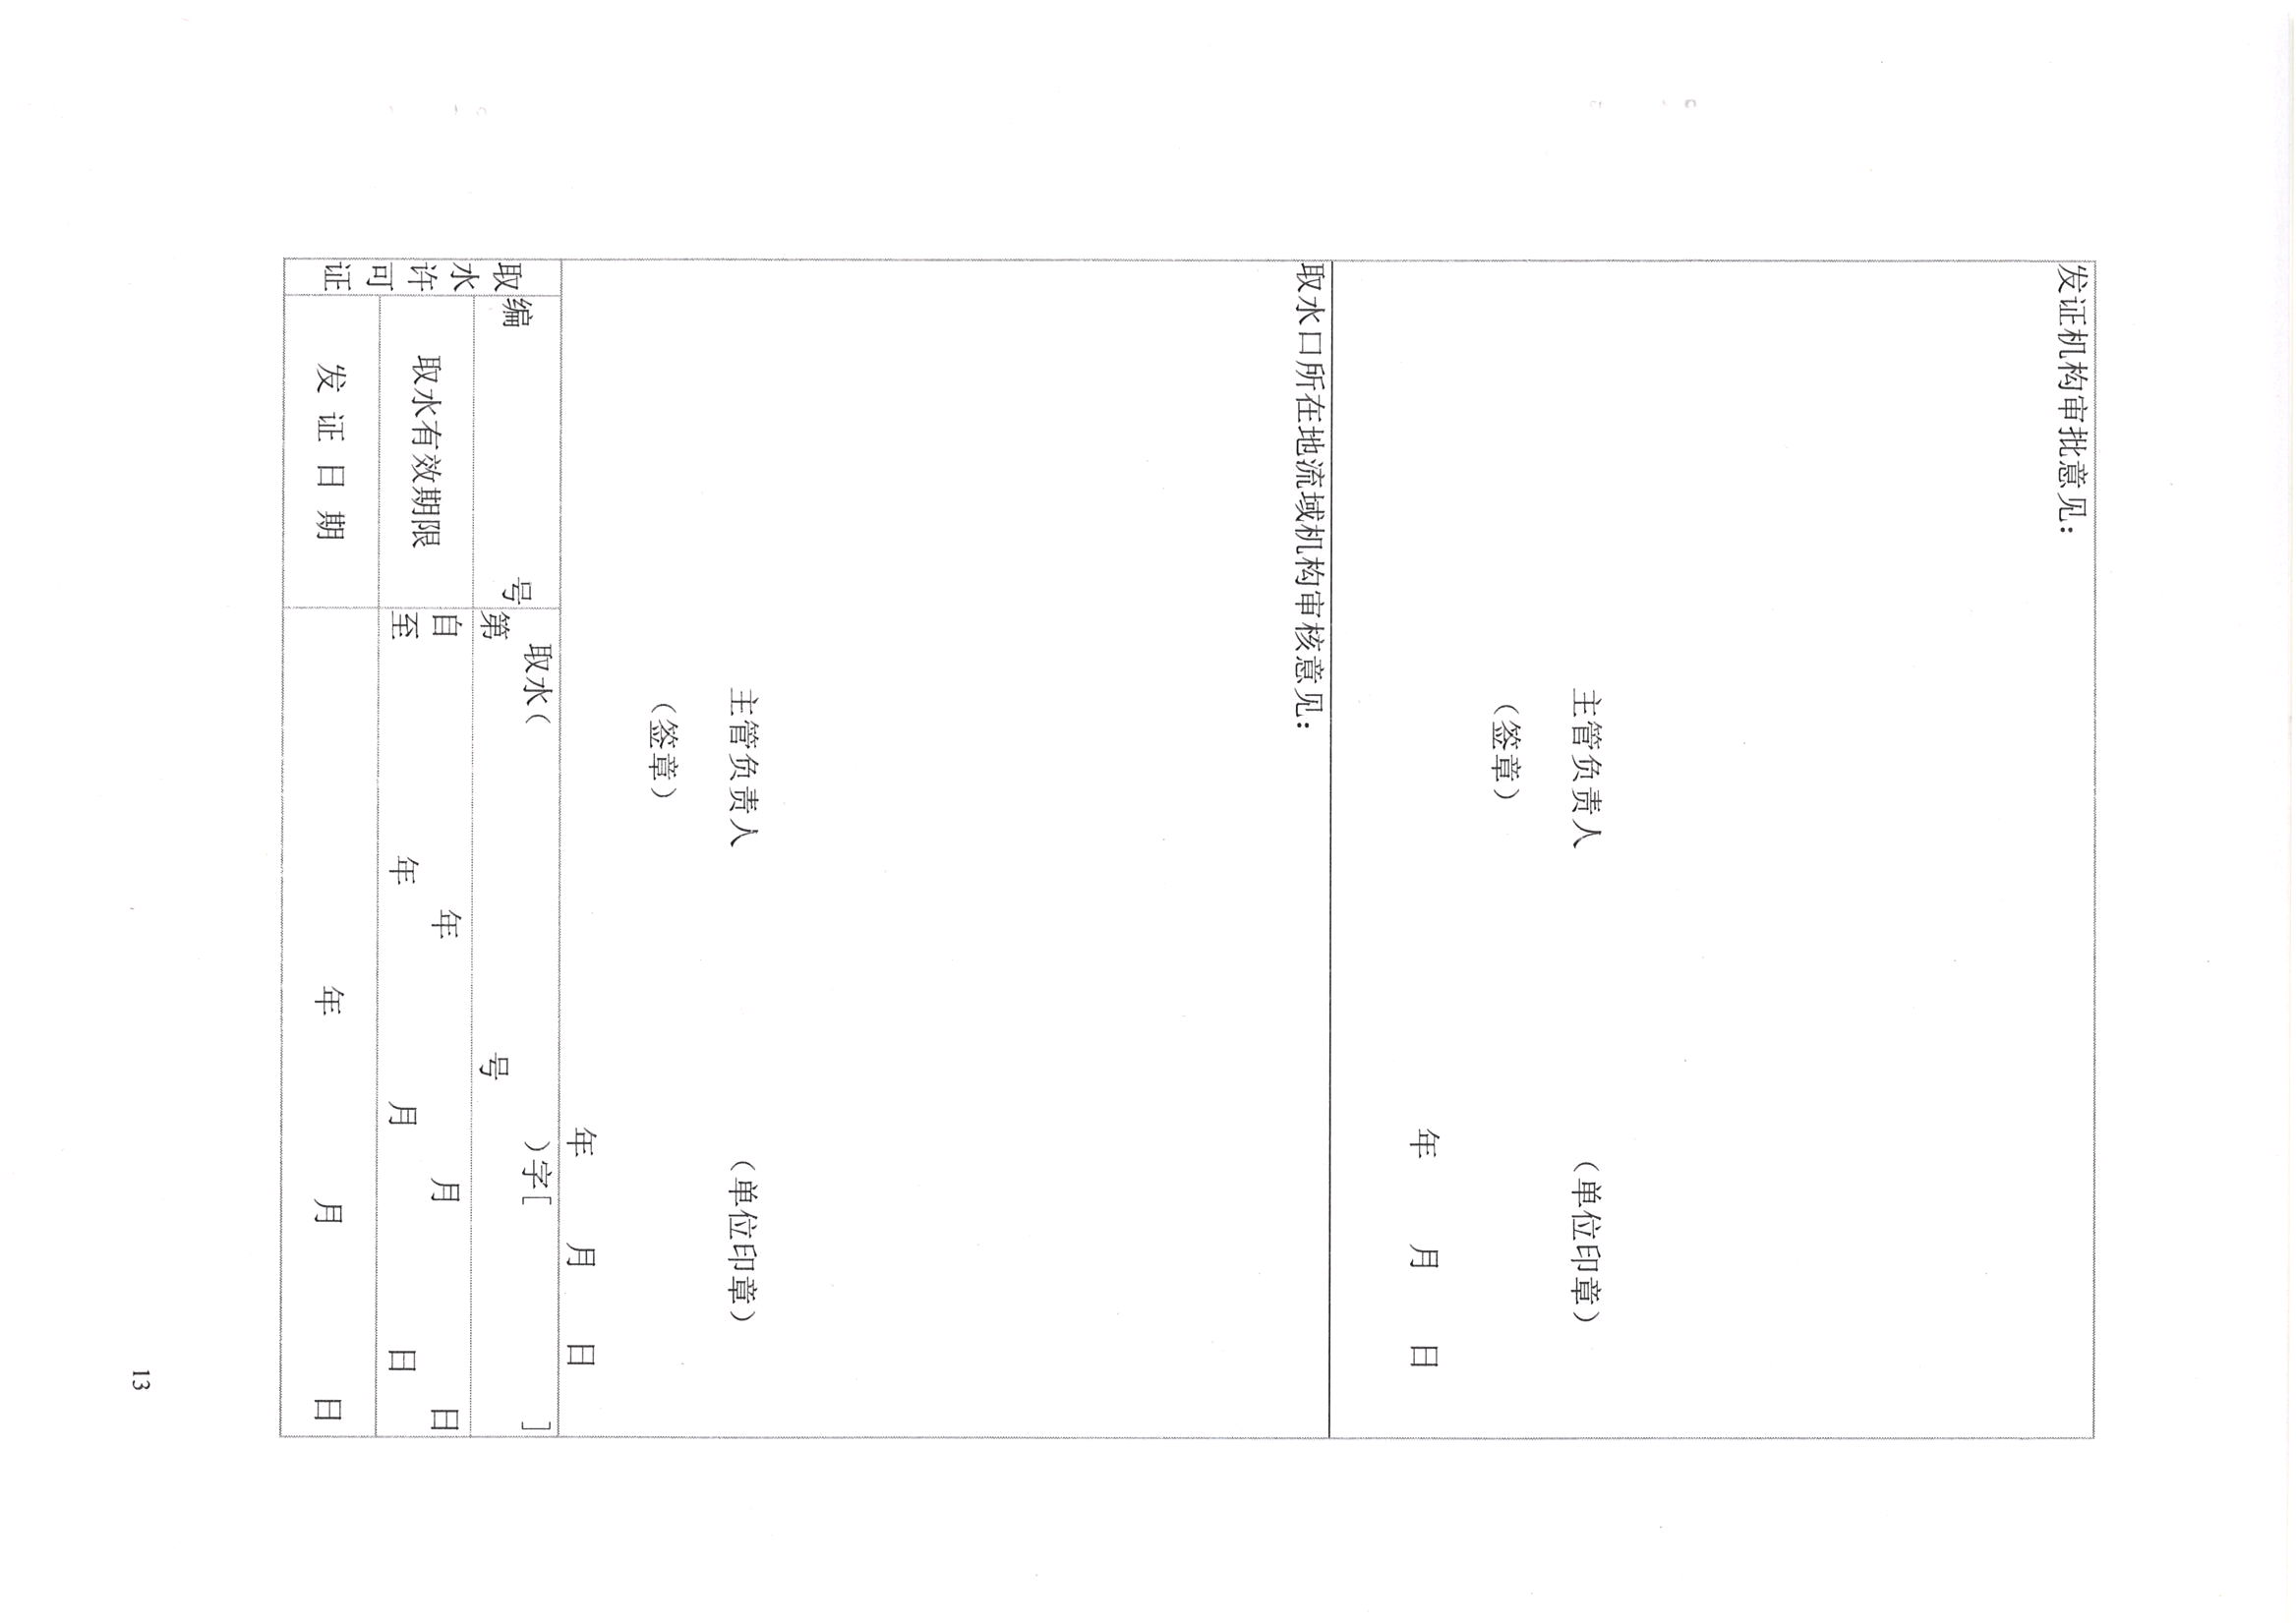 发证机构审批意见：
主管负责人 （单位印章）
（签章）
年 月 日
取水口所在地流域机构审核意见：
主管负责人 （单位印章）
（签章）
年 月 日
取水许可证
编 号
取水( )字[ ]
第 号
取水有效期限
自 年 月 日
至 年 月 日
发 证 日 期
年 月 日
13